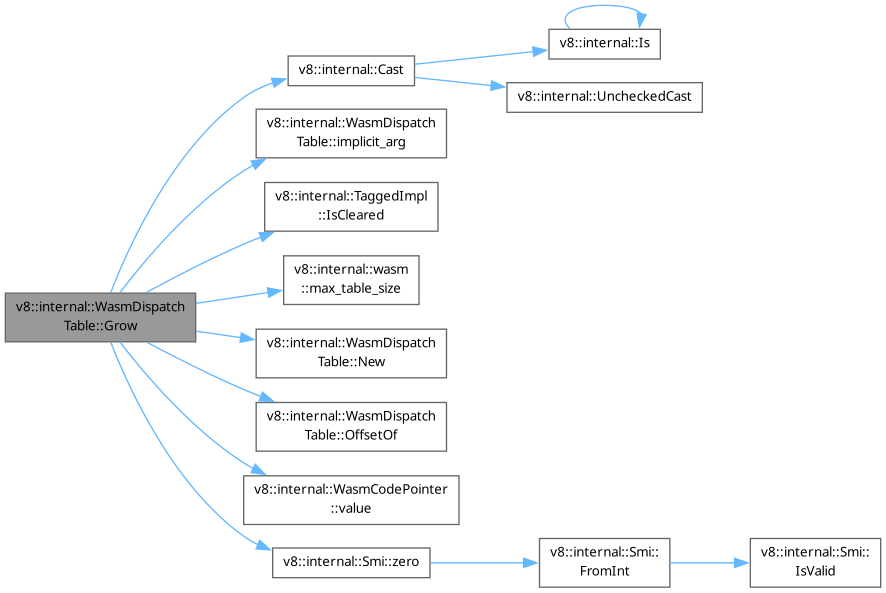 v8::internal::Is
v8::internal::Cast
v8::internal::UncheckedCast
v8::internal::WasmDispatch
Table::implicit_arg
v8::internal::TaggedImpl
::IsCleared
v8::internal::wasm
::max_table_size
v8::internal::WasmDispatch
Table::Grow
v8::internal::WasmDispatch
Table::New
v8::internal::WasmDispatch
Table::OffsetOf
v8::internal::WasmCodePointer
::value
v8::internal::Smi::zero
v8::internal::Smi::
FromInt
v8::internal::Smi::
IsValid